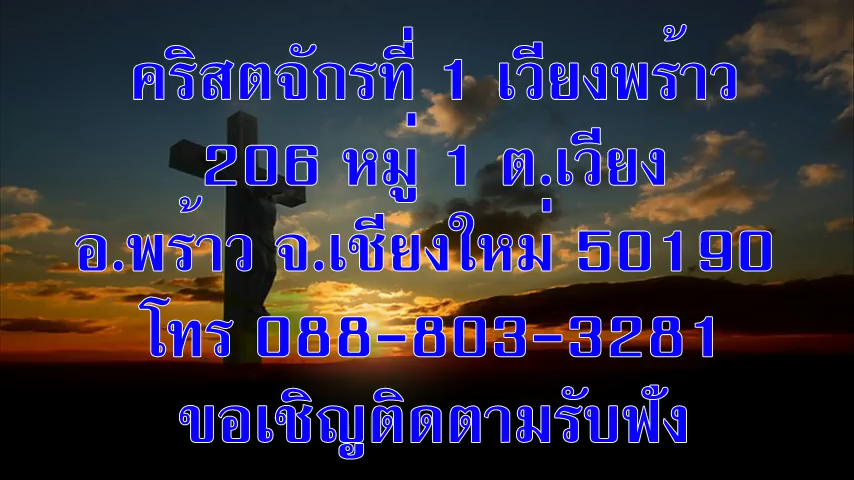 คริสตจักรที่ 1 เวียงพร้าว
206 หมู่ 1 ต.เวียง
อ.พร้าว จ.เชียงใหม่ 50190
โทร 088-803-3281
ขอเชิญติดตามรับฟัง